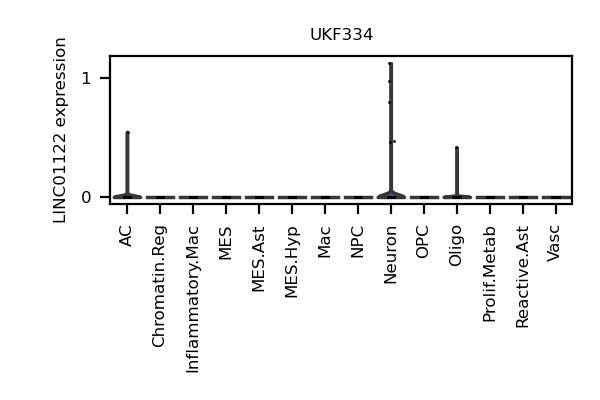 UKF334
LINC01122 expression
1
0
AC
Chromatin.Reg
Inflammatory.Mac
MES
MES.Ast
MES.Hyp
Mac
NPC
Neuron
OPC
Oligo
Prolif.Metab
Reactive.Ast
Vasc